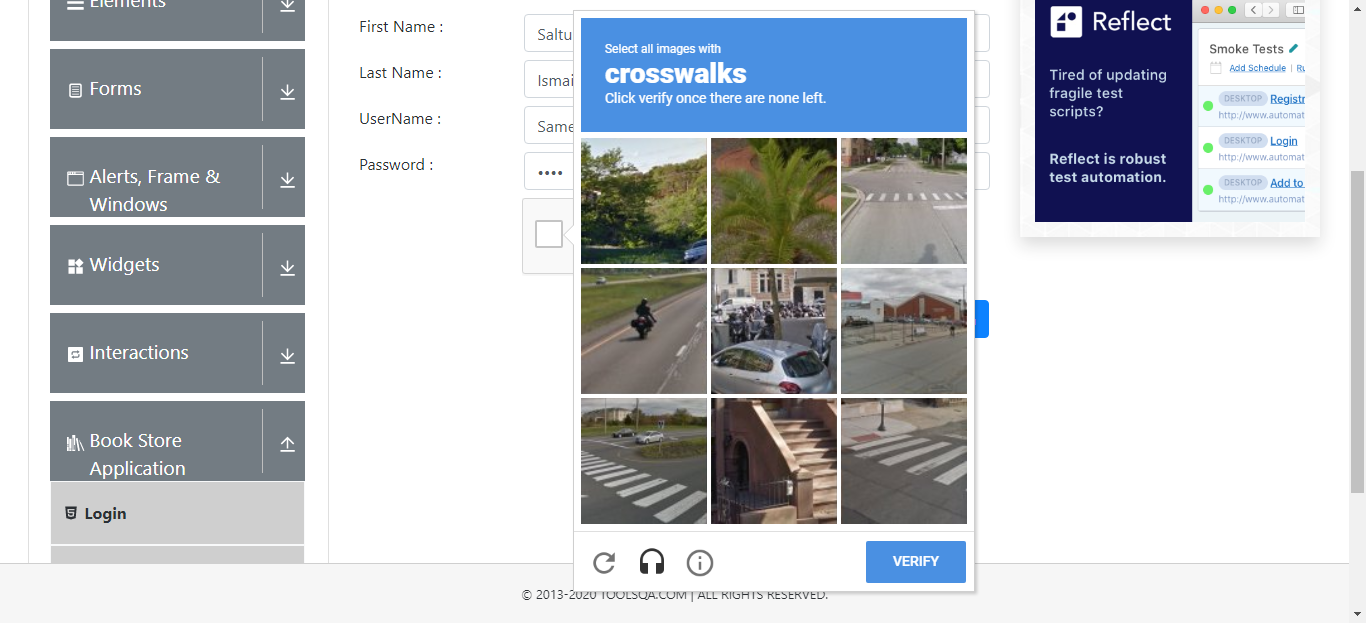 Elements
Forms
Alerts, Frame &
Windows
Widgets
Interactions
Book Store
Application
Login
First Name :
Saltu
Last Name :
Ismai
UserName :
Same
Password :
Select all images with
crosswalks
Click verify once there are none left.
VERIFY
Reflect
Tired of updating
fragile test
scripts?
Reflect is robust
test automation.
Smoke Tests
Add Schedule | Ru
DESKTOP Registr
http://www.automat
DESKTOP Login
http://www.automat
DESKTOP Add to
http://www.automat
© 2013-2020 TOOLSQA.COM | ALL RIGHTS RESERVED.